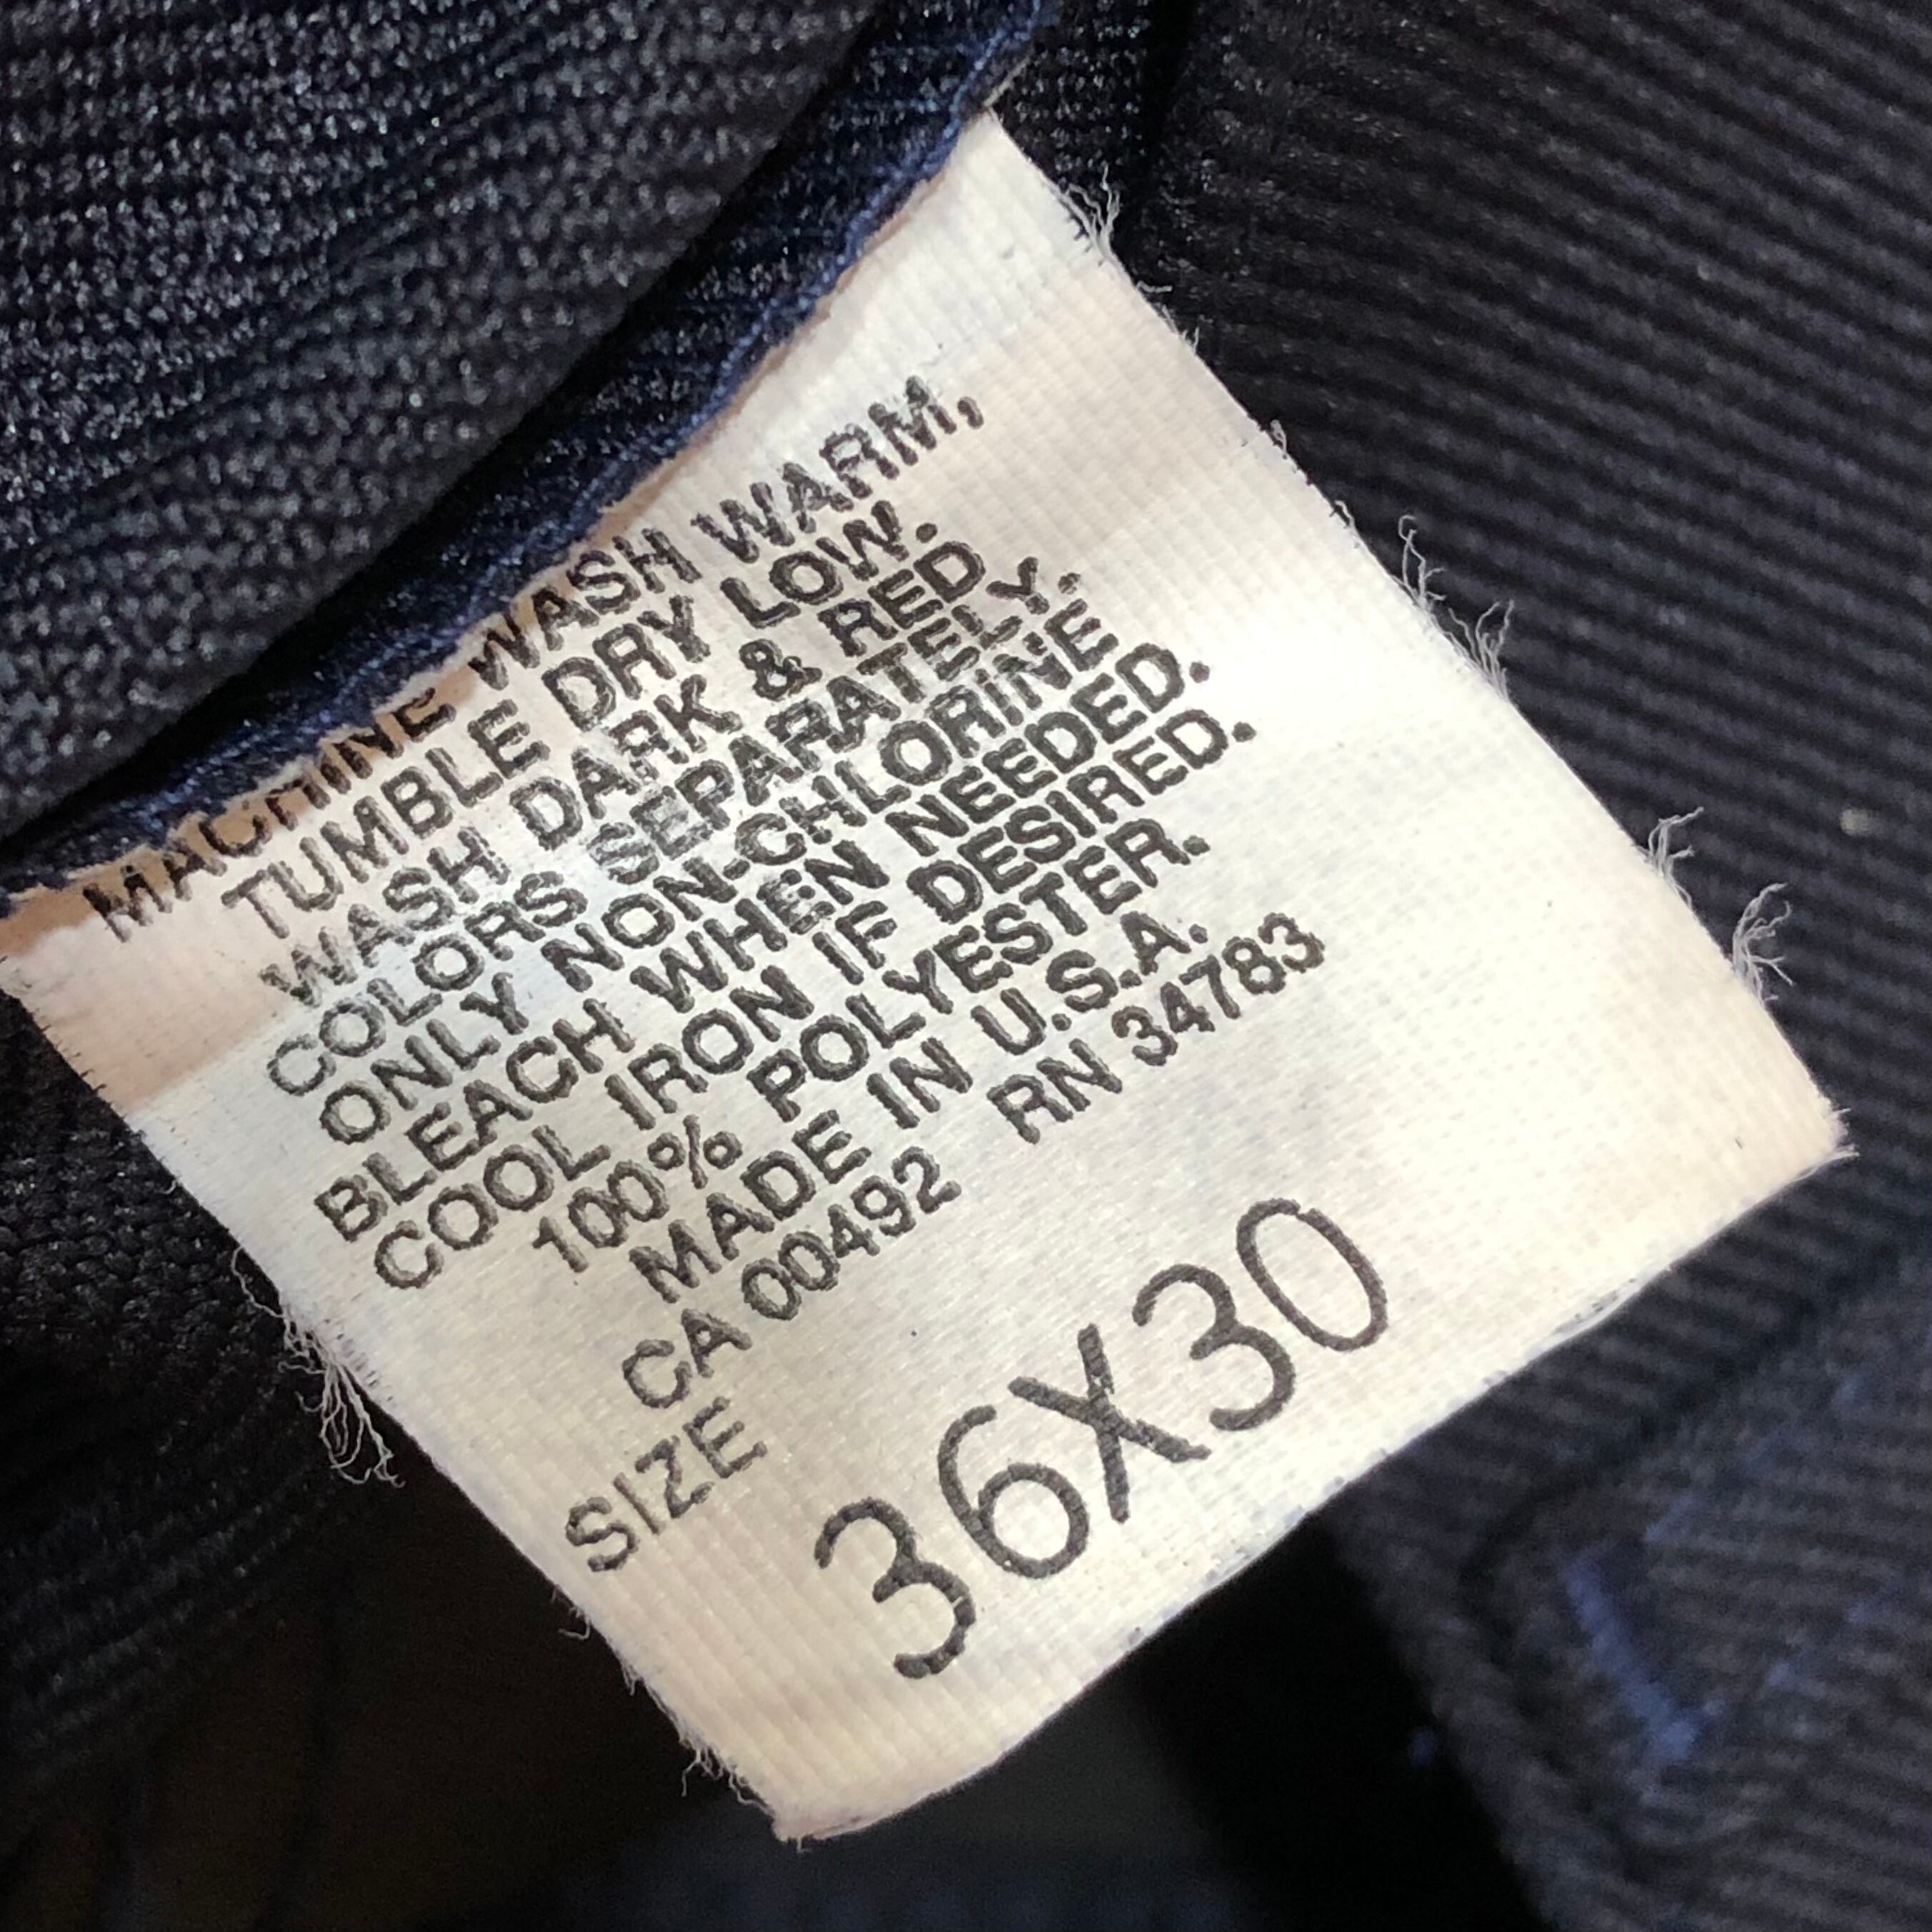 MACHINE WASH WARM,
TUMBLE DRY LOW.
WASH DARK & RED
COLORS SEPARATELY.
ONLY NON-CHLORINE
BLEACH WHEN NEEDED.
COOL IRON IF DESIRED.
100% POLYESTER.
MADE IN U.S.A.
CA 00492 RN 34783
SIZE
36X30